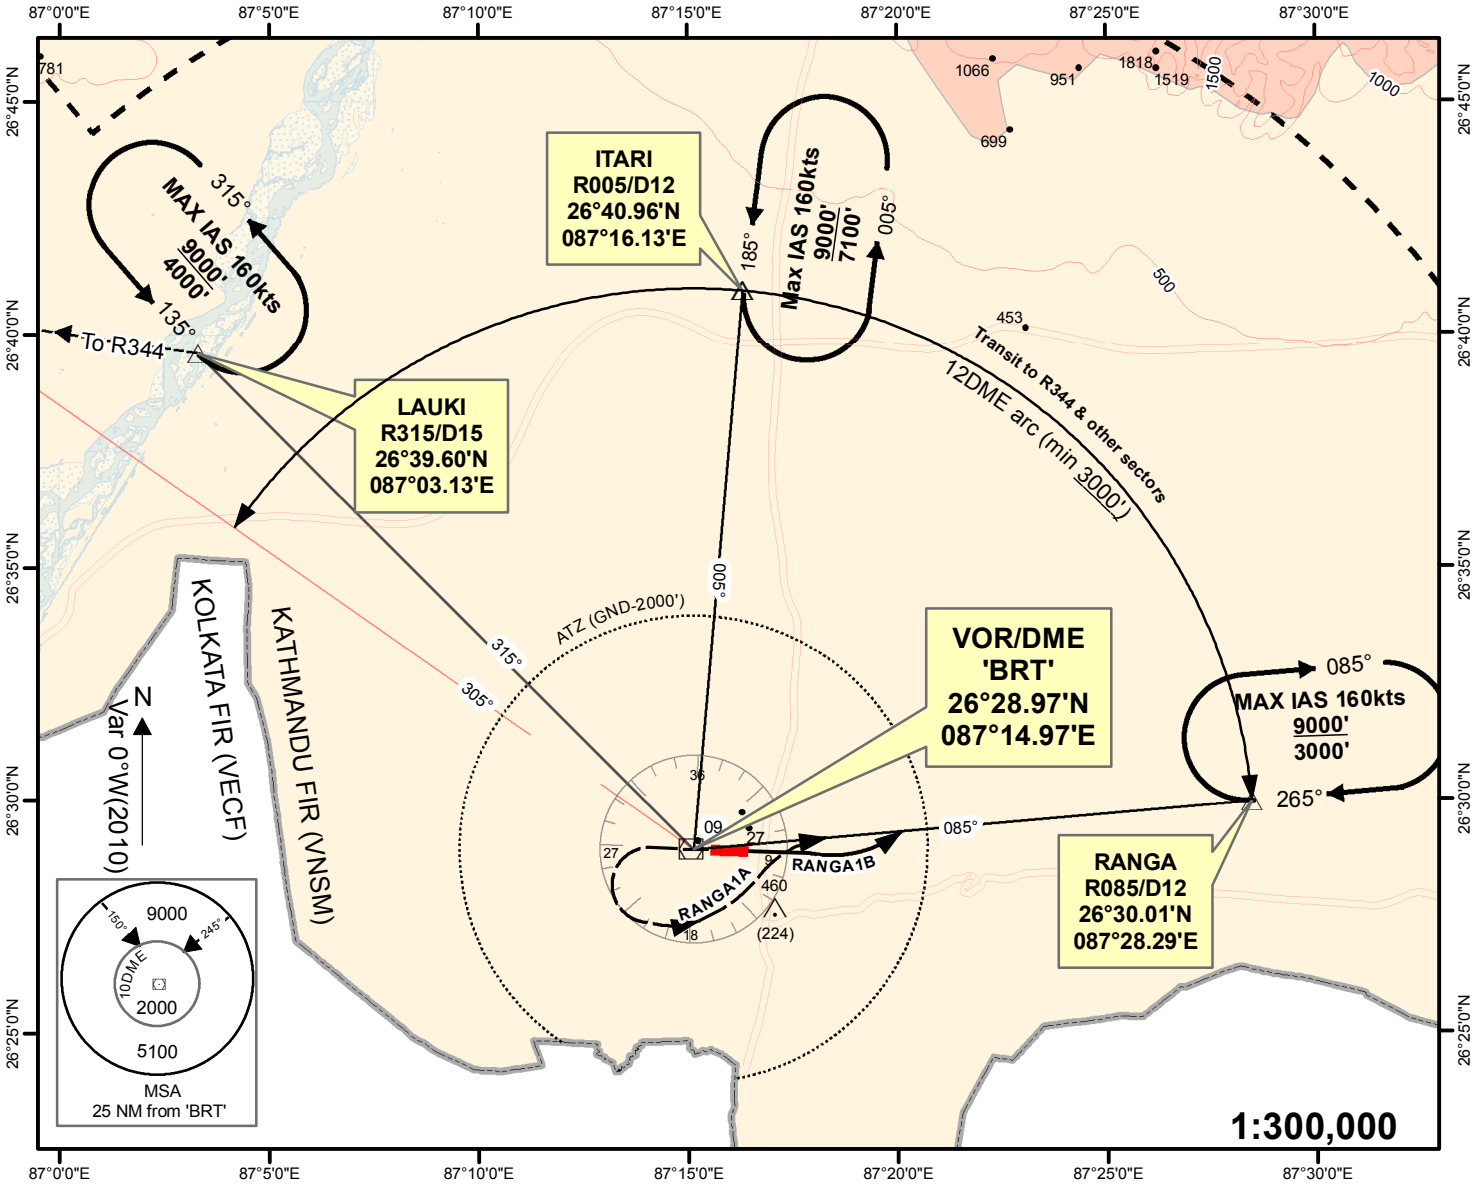 87°0'0"E
87°5'0"E
87°10'0"E
87°15'0"E
87°20'0"E
87°25'0"E
87°30'0"E
26°45'0"N
26°40'0"N
26°35'0"N
26°30'0"N
26°25'0"N
26°45'0"N
26°40'0"N
26°35'0"N
26°30'0"N
26°25'0"N
781
1066
951
1818
1519
1500
1000
699
500
453
315°
MAX IAS 160kts
9000'
4000'
135°
To R344
ITARI
R005/D12
26°40.96'N
087°16.13'E
185°
Max IAS 160kts
9000'
7100'
005°
Transit to R344 & other sectors
12DME arc (min 3000')
LAUKI
R315/D15
26°39.60'N
087°03.13'E
KOLKATA FIR (VECF)
KATHMANDU FIR (VNSM)
N
Var 0°W(2010)
ATZ (GND-2000')
005°
315°
305°
VOR/DME
'BRT'
26°28.97'N
087°14.97'E
085°
MAX IAS 160kts
9000'
3000'
265°
085°
36
09
27
27
9
18
RANGA1A
RANGA1B
460
(224)
RANGA
R085/D12
26°30.01'N
087°28.29'E
150°
9000
245°
10DME
2000
5100
MSA
25 NM from 'BRT'
1:300,000
87°0'0"E
87°5'0"E
87°10'0"E
87°15'0"E
87°20'0"E
87°25'0"E
87°30'0"E